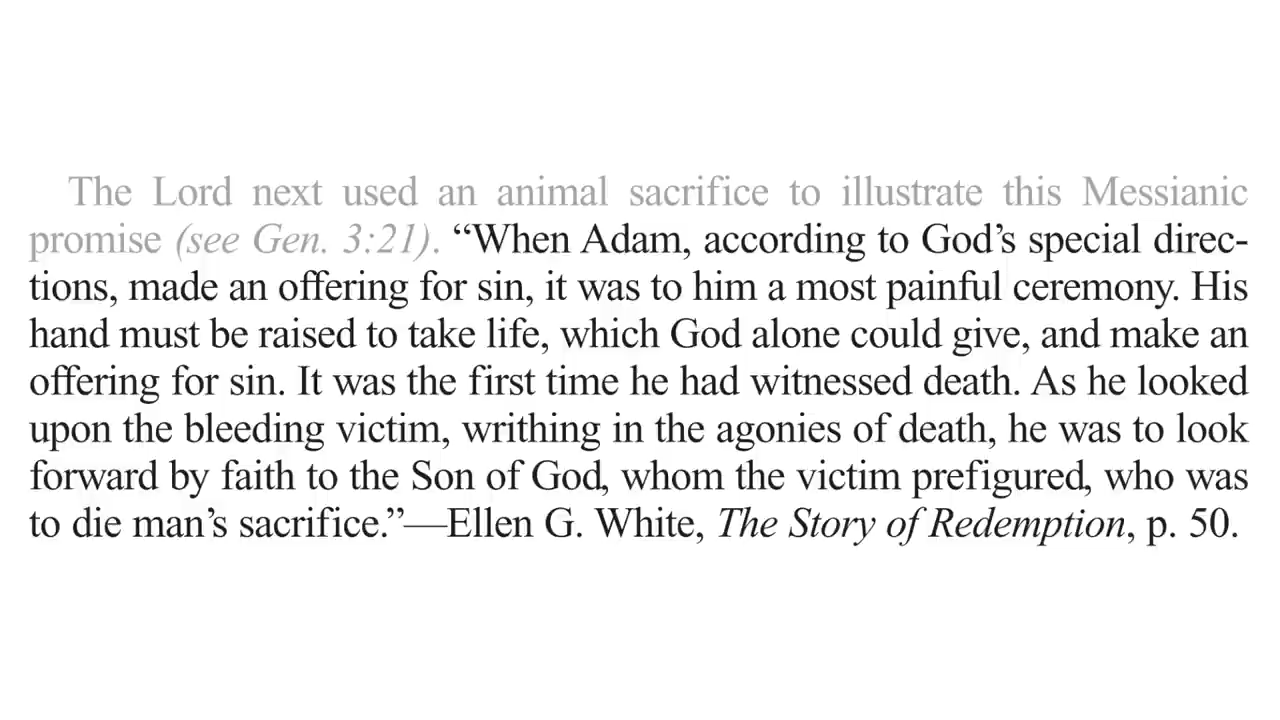 The Lord next used an animal sacrifice to illustrate this Messianic
promise (see Gen. 3:21). “When Adam, according to God’s special direc-
tions, made an offering for sin, it was to him a most painful ceremony. His
hand must be raised to take life, which God alone could give, and make an
offering for sin. It was the first time he had witnessed death. As he looked
upon the bleeding victim, writhing in the agonies of death, he was to look
forward by faith to the Son of God, whom the victim prefigured, who was
to die man’s sacrifice.”—Ellen G. White, The Story of Redemption, p. 50.